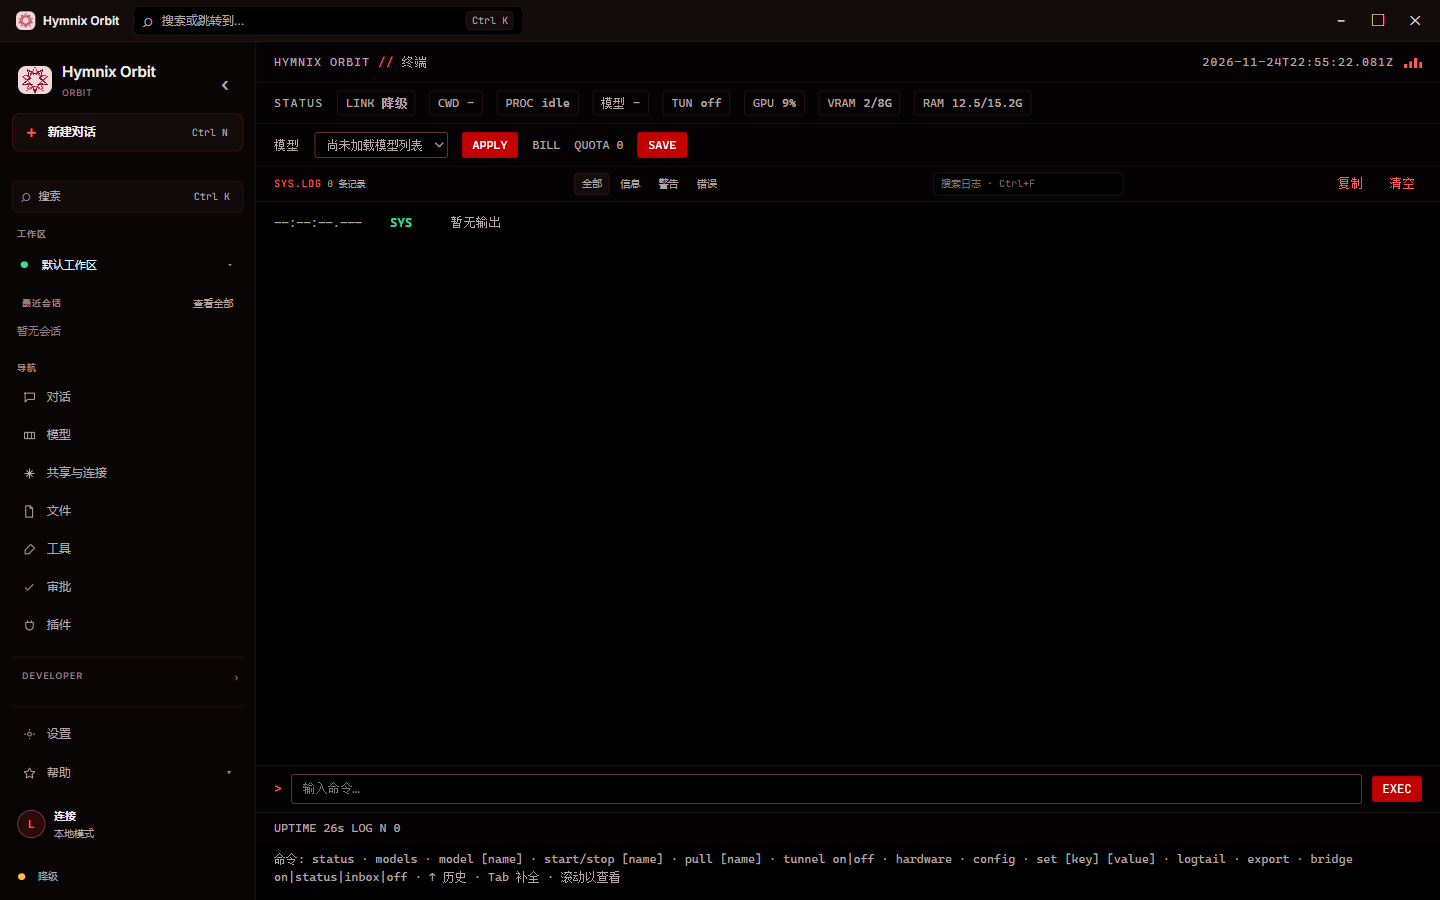 Hymnix Orbit
搜索或跳转到... Ctrl K
Hymnix Orbit
ORBIT
+ 新建对话 Ctrl N
搜索 Ctrl K
工作区
默认工作区
最近会话 查看全部
暂无会话
导航
对话
模型
共享与连接
文件
工具
审批
插件
DEVELOPER
设置
帮助
L
连接
本地模式
降级
HYMNIX ORBIT // 终端 2026-11-24T22:55:22.081Z
STATUS LINK 降级 CWD — PROC idle 模型 — TUN off GPU 9% VRAM 2/8G RAM 12.5/15.2G
模型 尚未加载模型列表 APPLY BILL QUOTA 0 SAVE
SYS.LOG 0 条记录 全部 信息 警告 错误 搜索日志 · Ctrl+F 复制 清空
--:--:--.--- SYS 暂无输出
> 输入命令... EXEC
UPTIME 26s LOG N 0
命令: status · models · model [name] · start/stop [name] · pull [name] · tunnel on|off · hardware · config · set [key] [value] · logtail · export · bridge
on|status|inbox|off · ↑ 历史 · Tab 补全 · 滚动以查看